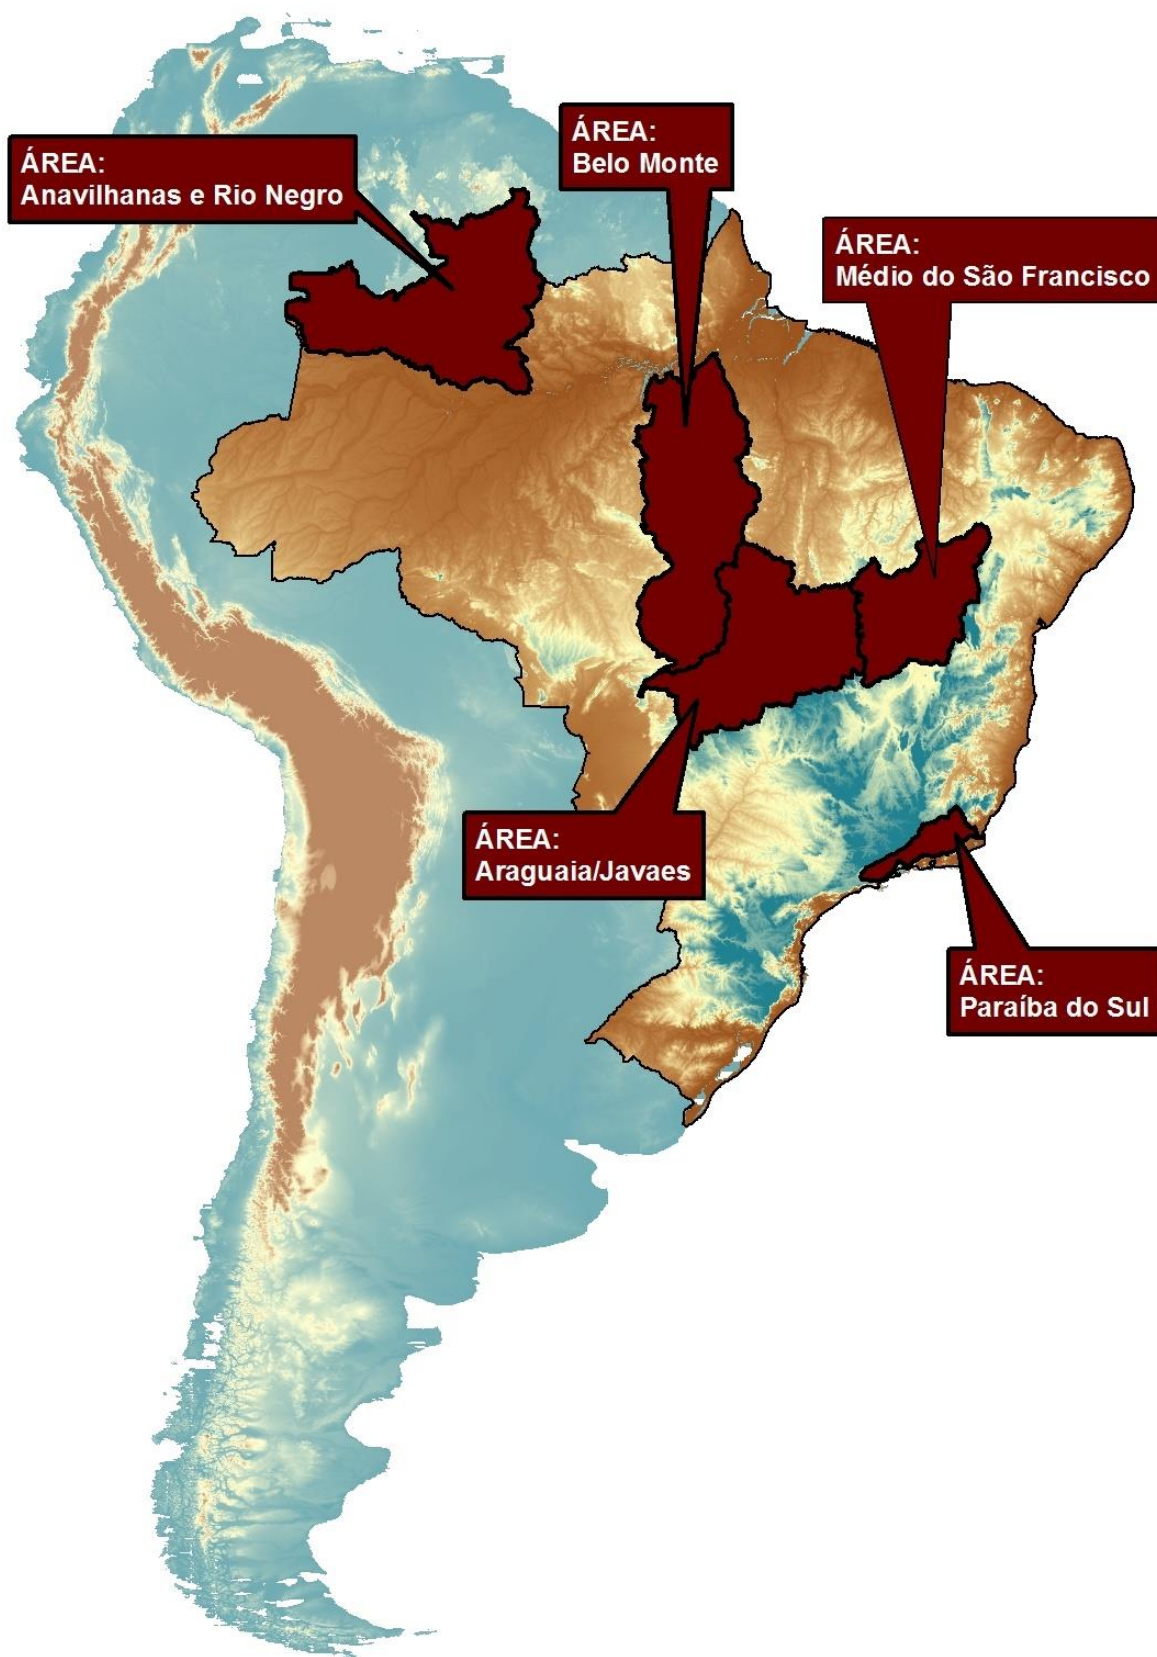 ÁREA:
Anavilhanas e Rio Negro
ÁREA:
Belo Monte
ÁREA:
Médio do São Francisco
ÁREA:
Araguaia/Javaes
ÁREA:
Paraíba do Sul